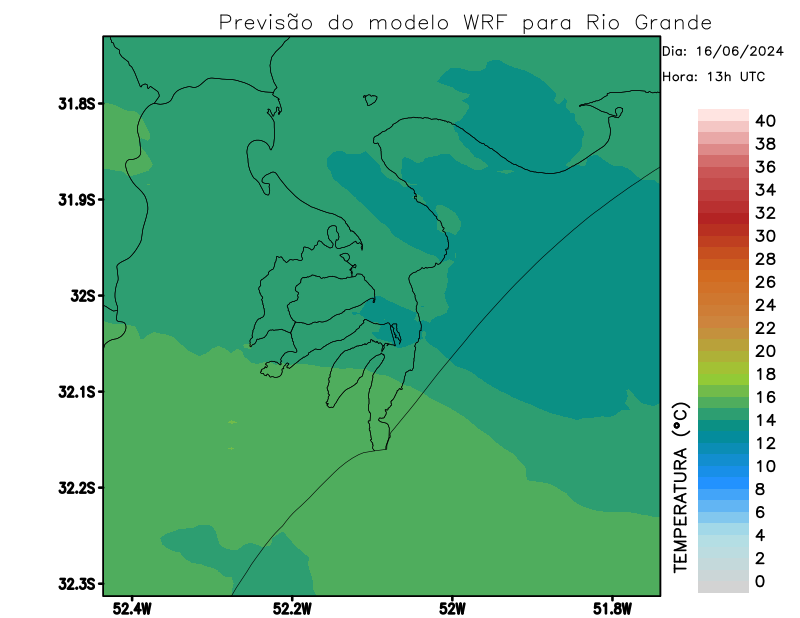 Previsão do modelo WRF para Rio Grande
Dia: 16/06/2024
Hora: 13h UTC
31.8S
31.9S
32S
32.1S
32.2S
32.3S
52.4W
52.2W
52W
51.8W
TEMPERATURA (°C)
40
38
36
34
32
30
28
26
24
22
20
18
16
14
12
10
8
6
4
2
0